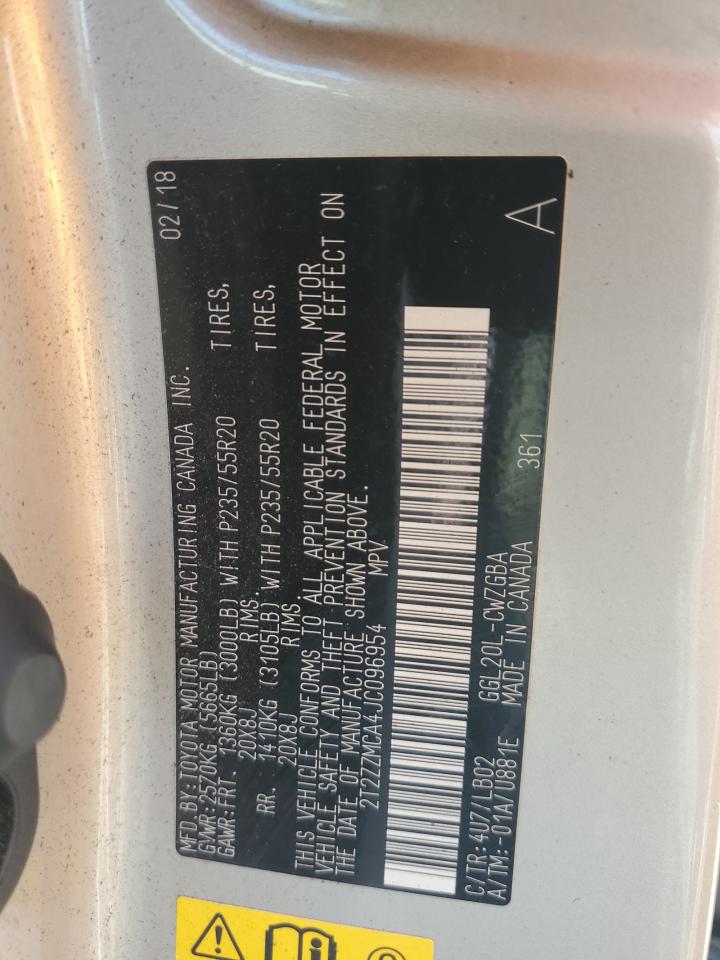 MFD.BY:TOYOTA MOTOR MANUFACTURING CANADA INC. 02/18
GVWR:2570KG (5665LB)
GAWR:FRT. 1360KG (3000LB) WITH P235/55R20 TIRES,
20X8J RIMS.
RR. 1410KG (3105LB) WITH P235/55R20 TIRES,
20X8J RIMS
THIS VEHICLE CONFORMS TO ALL APPLICABLE FEDERAL MOTOR
VEHICLE SAFETY AND THEFT PREVENTION STANDARDS IN EFFECT ON
THE DATE OF MANUFACTURE SHOWN ABOVE.
2T2ZZMCA4JC096954 MPV
C/TR:4U7/LB02 GGL20L-CWZGBA
A/TM:-01A/U881E MADE IN CANADA 361
A